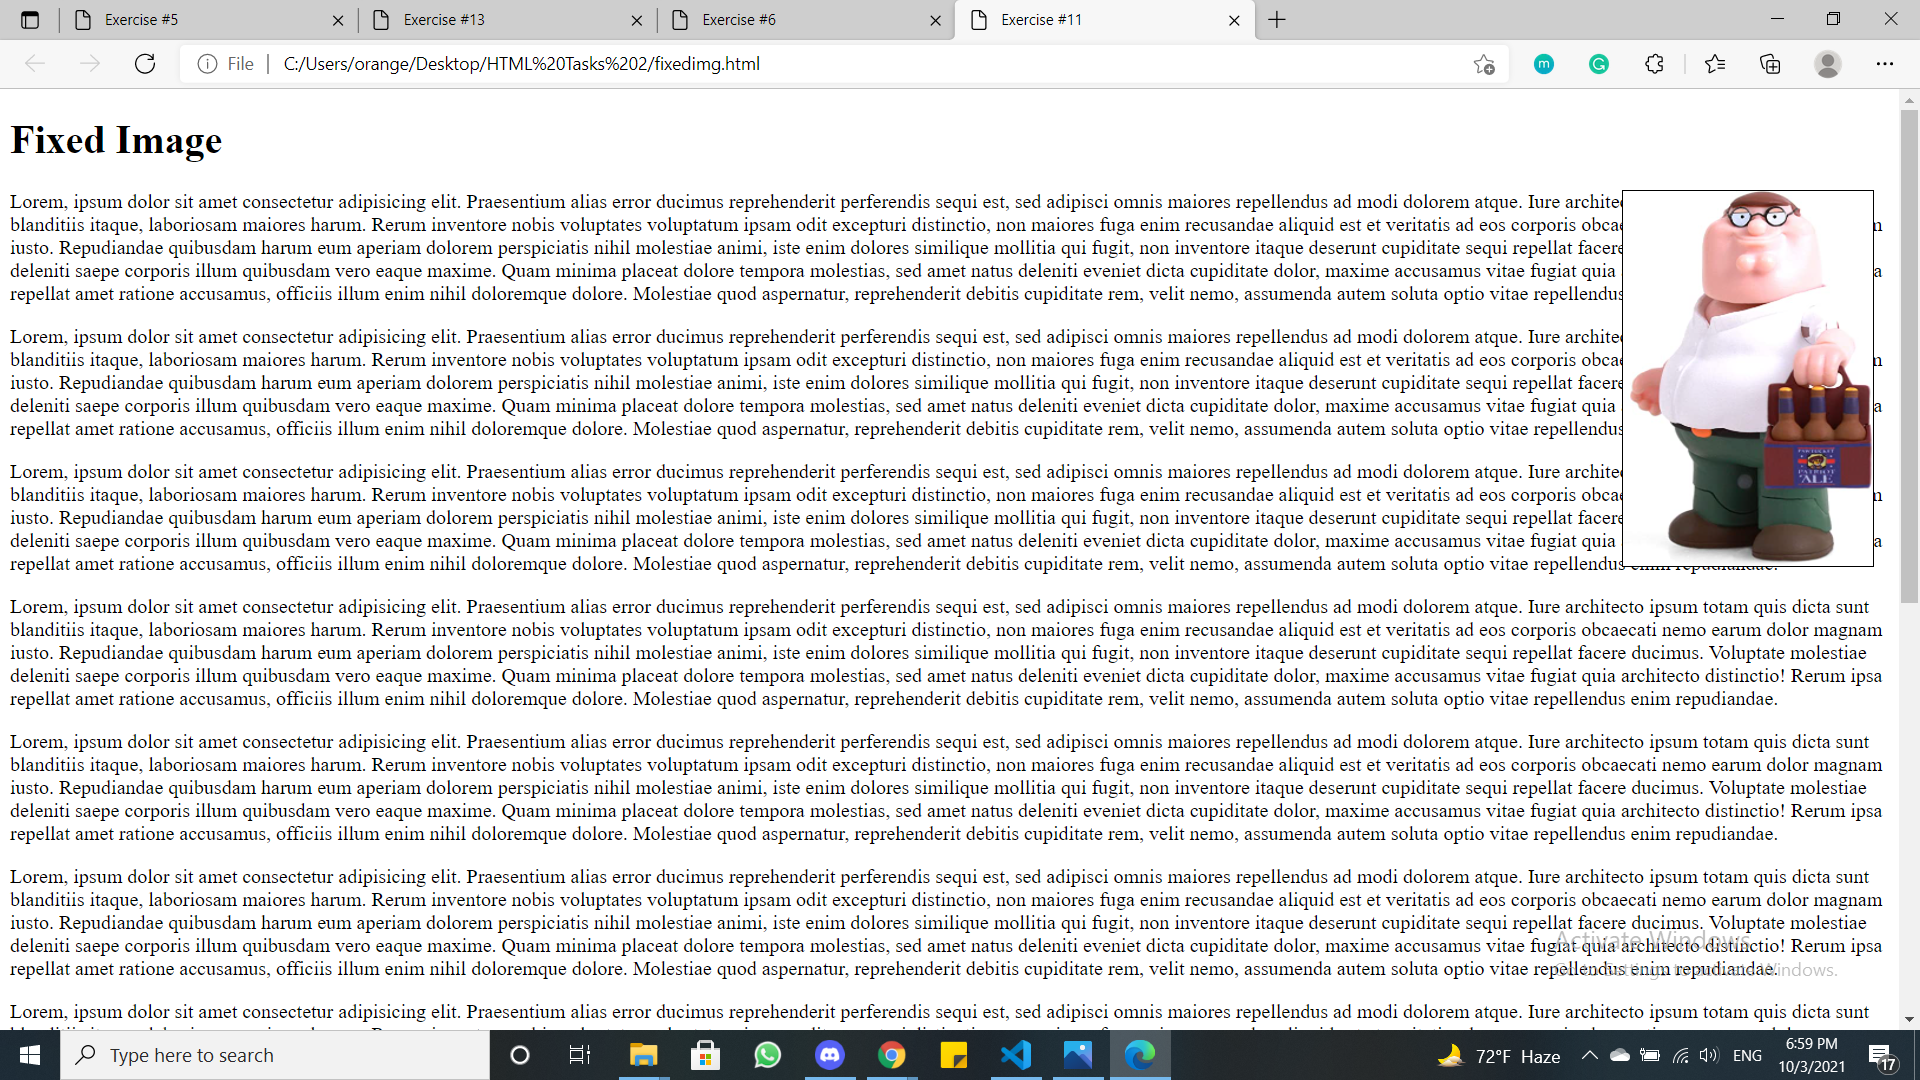 Exercise #5
Exercise #13
Exercise #6
Exercise #11
File
C:/Users/orange/Desktop/HTML%20Tasks%202/fixedimg.html
Fixed Image
Lorem, ipsum dolor sit amet consectetur adipisicing elit. Praesentium alias error ducimus reprehenderit perferendis sequi est, sed adipisci omnis maiores repellendus ad modi dolorem atque. Iure
blanditiis itaque, laboriosam maiores harum. Rerum inventore nobis voluptates voluptatum ipsam odit excepturi distinctio, non maiores fuga enim recusandae aliquid est et veritatis ad eos corporis
iusto. Repudiandae quibusdam harum eum aperiam dolorem perspiciatis nihil molestiae animi, iste enim dolores similique mollitia qui fugit, non inventore itaque deserunt cupiditate sequi repellat facere
deleniti saepe corporis illum quibusdam vero eaque maxime. Quam minima placeat dolore tempora molestias, sed amet natus deleniti eveniet dicta cupiditate dolor, maxime accusamus vitae fugiat quia
repellat amet ratione accusamus, officiis illum enim nihil doloremque dolore. Molestiae quod aspernatur, reprehenderit debitis cupiditate rem, velit nemo, assumenda autem soluta optio vitae repellendus
Lorem, ipsum dolor sit amet consectetur adipisicing elit. Praesentium alias error ducimus reprehenderit perferendis sequi est, sed adipisci omnis maiores repellendus ad modi dolorem atque. Iure
blanditiis itaque, laboriosam maiores harum. Rerum inventore nobis voluptates voluptatum ipsam odit excepturi distinctio, non maiores fuga enim recusandae aliquid est et veritatis ad eos corporis
iusto. Repudiandae quibusdam harum eum aperiam dolorem perspiciatis nihil molestiae animi, iste enim dolores similique mollitia qui fugit, non inventore itaque deserunt cupiditate sequi repellat facere
deleniti saepe corporis illum quibusdam vero eaque maxime. Quam minima placeat dolore tempora molestias, sed amet natus deleniti eveniet dicta cupiditate dolor, maxime accusamus vitae fugiat quia
repellat amet ratione accusamus, officiis illum enim nihil doloremque dolore. Molestiae quod aspernatur, reprehenderit debitis cupiditate rem, velit nemo, assumenda autem soluta optio vitae repellendus
Lorem, ipsum dolor sit amet consectetur adipisicing elit. Praesentium alias error ducimus reprehenderit perferendis sequi est, sed adipisci omnis maiores repellendus ad modi dolorem atque. Iure
blanditiis itaque, laboriosam maiores harum. Rerum inventore nobis voluptates voluptatum ipsam odit excepturi distinctio, non maiores fuga enim recusandae aliquid est et veritatis ad eos corporis
iusto. Repudiandae quibusdam harum eum aperiam dolorem perspiciatis nihil molestiae animi, iste enim dolores similique mollitia qui fugit, non inventore itaque deserunt cupiditate sequi repellat facere
deleniti saepe corporis illum quibusdam vero eaque maxime. Quam minima placeat dolore tempora molestias, sed amet natus deleniti eveniet dicta cupiditate dolor, maxime accusamus vitae fugiat quia
repellat amet ratione accusamus, officiis illum enim nihil doloremque dolore. Molestiae quod aspernatur, reprehenderit debitis cupiditate rem, velit nemo, assumenda autem soluta optio vitae repellendus enim repudiandae.
PATRIOT
ALE
Lorem, ipsum dolor sit amet consectetur adipisicing elit. Praesentium alias error ducimus reprehenderit perferendis sequi est, sed adipisci omnis maiores repellendus ad modi dolorem atque. Iure architecto ipsum totam quis dicta sunt
blanditiis itaque, laboriosam maiores harum. Rerum inventore nobis voluptates voluptatum ipsam odit excepturi distinctio, non maiores fuga enim recusandae aliquid est et veritatis ad eos corporis obcaecati nemo earum dolor magnam
iusto. Repudiandae quibusdam harum eum aperiam dolorem perspiciatis nihil molestiae animi, iste enim dolores similique mollitia qui fugit, non inventore itaque deserunt cupiditate sequi repellat facere ducimus. Voluptate molestiae
deleniti saepe corporis illum quibusdam vero eaque maxime. Quam minima placeat dolore tempora molestias, sed amet natus deleniti eveniet dicta cupiditate dolor, maxime accusamus vitae fugiat quia architecto distinctio! Rerum ipsa
repellat amet ratione accusamus, officiis illum enim nihil doloremque dolore. Molestiae quod aspernatur, reprehenderit debitis cupiditate rem, velit nemo, assumenda autem soluta optio vitae repellendus enim repudiandae.
Lorem, ipsum dolor sit amet consectetur adipisicing elit. Praesentium alias error ducimus reprehenderit perferendis sequi est, sed adipisci omnis maiores repellendus ad modi dolorem atque. Iure architecto ipsum totam quis dicta sunt
blanditiis itaque, laboriosam maiores harum. Rerum inventore nobis voluptates voluptatum ipsam odit excepturi distinctio, non maiores fuga enim recusandae aliquid est et veritatis ad eos corporis obcaecati nemo earum dolor magnam
iusto. Repudiandae quibusdam harum eum aperiam dolorem perspiciatis nihil molestiae animi, iste enim dolores similique mollitia qui fugit, non inventore itaque deserunt cupiditate sequi repellat facere ducimus. Voluptate molestiae
deleniti saepe corporis illum quibusdam vero eaque maxime. Quam minima placeat dolore tempora molestias, sed amet natus deleniti eveniet dicta cupiditate dolor, maxime accusamus vitae fugiat quia architecto distinctio! Rerum ipsa
repellat amet ratione accusamus, officiis illum enim nihil doloremque dolore. Molestiae quod aspernatur, reprehenderit debitis cupiditate rem, velit nemo, assumenda autem soluta optio vitae repellendus enim repudiandae.
Lorem, ipsum dolor sit amet consectetur adipisicing elit. Praesentium alias error ducimus reprehenderit perferendis sequi est, sed adipisci omnis maiores repellendus ad modi dolorem atque. Iure architecto ipsum totam quis dicta sunt
blanditiis itaque, laboriosam maiores harum. Rerum inventore nobis voluptates voluptatum ipsam odit excepturi distinctio, non maiores fuga enim recusandae aliquid est et veritatis ad eos corporis obcaecati nemo earum dolor magnam
iusto. Repudiandae quibusdam harum eum aperiam dolorem perspiciatis nihil molestiae animi, iste enim dolores similique mollitia qui fugit, non inventore itaque deserunt cupiditate sequi repellat facere ducimus. Voluptate molestiae
deleniti saepe corporis illum quibusdam vero eaque maxime. Quam minima placeat dolore tempora molestias, sed amet natus deleniti eveniet dicta cupiditate dolor, maxime accusamus vitae fugiat quia architecto distinctio! Rerum ipsa
repellat amet ratione accusamus, officiis illum enim nihil doloremque dolore. Molestiae quod aspernatur, reprehenderit debitis cupiditate rem, velit nemo, assumenda autem soluta optio vitae repellendus enim repudiandae.
Activate Windows
Go to Settings to activate Windows.
Lorem, ipsum dolor sit amet consectetur adipisicing elit. Praesentium alias error ducimus reprehenderit perferendis sequi est, sed adipisci omnis maiores repellendus ad modi dolorem atque. Iure architecto ipsum totam quis dicta sunt
Type here to search
72°F Haze
ENG
6:59 PM
10/3/2021
17